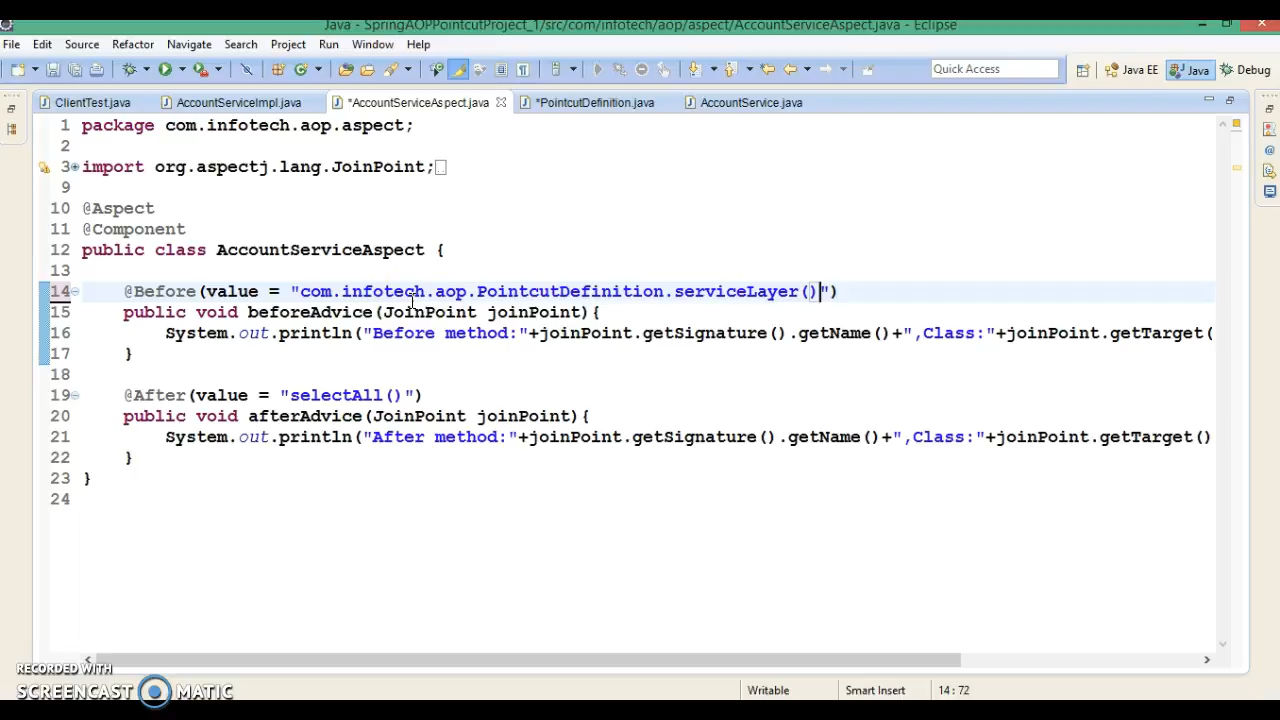 Java - SpringAOPPointcutProject_1/src/com/infotech/aop/aspect/AccountServiceAspect.java - Eclipse
File Edit Source Refactor Navigate Search Project Run Window Help
Quick Access Java EE Java Debug
ClientTest.java AccountServiceImpl.java *AccountServiceAspect.java *PointcutDefinition.java AccountService.java
1 package com.infotech.aop.aspect;
2
3 import org.aspectj.lang.JoinPoint;
9
10 @Aspect
11 @Component
12 public class AccountServiceAspect {
13
14 @Before(value = "com.infotech.aop.PointcutDefinition.serviceLayer()")
15 public void beforeAdvice(JoinPoint joinPoint){
16 System.out.println("Before method:"+joinPoint.getSignature().getName()+",Class:"+joinPoint.getTarget(
17 }
18
19 @After(value = "selectAll()")
20 public void afterAdvice(JoinPoint joinPoint){
21 System.out.println("After method:"+joinPoint.getSignature().getName()+",Class:"+joinPoint.getTarget()
22 }
23 }
24
RECORDED WITH
SCREENCAST MATIC
Writable Smart Insert 14 : 72